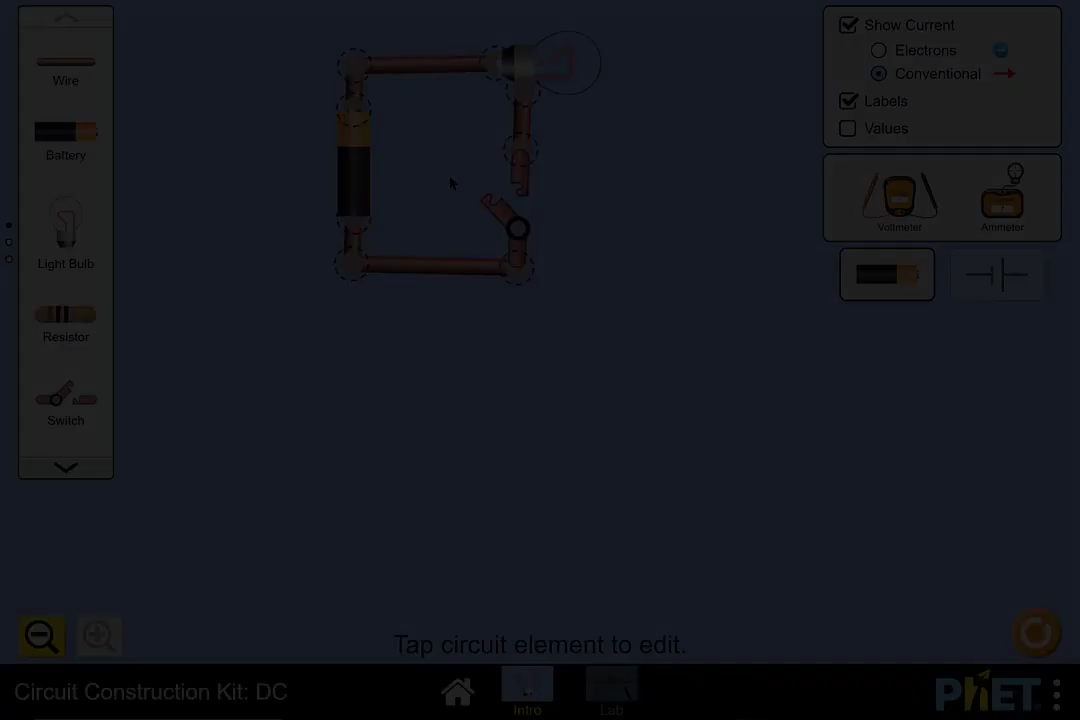 Wire
Battery
Light Bulb
Resistor
Switch
Show Current
Electrons
Conventional
Labels
Values
Voltmeter
Ammeter
Tap circuit element to edit.
Circuit Construction Kit: DC
Intro
Lab
PhET